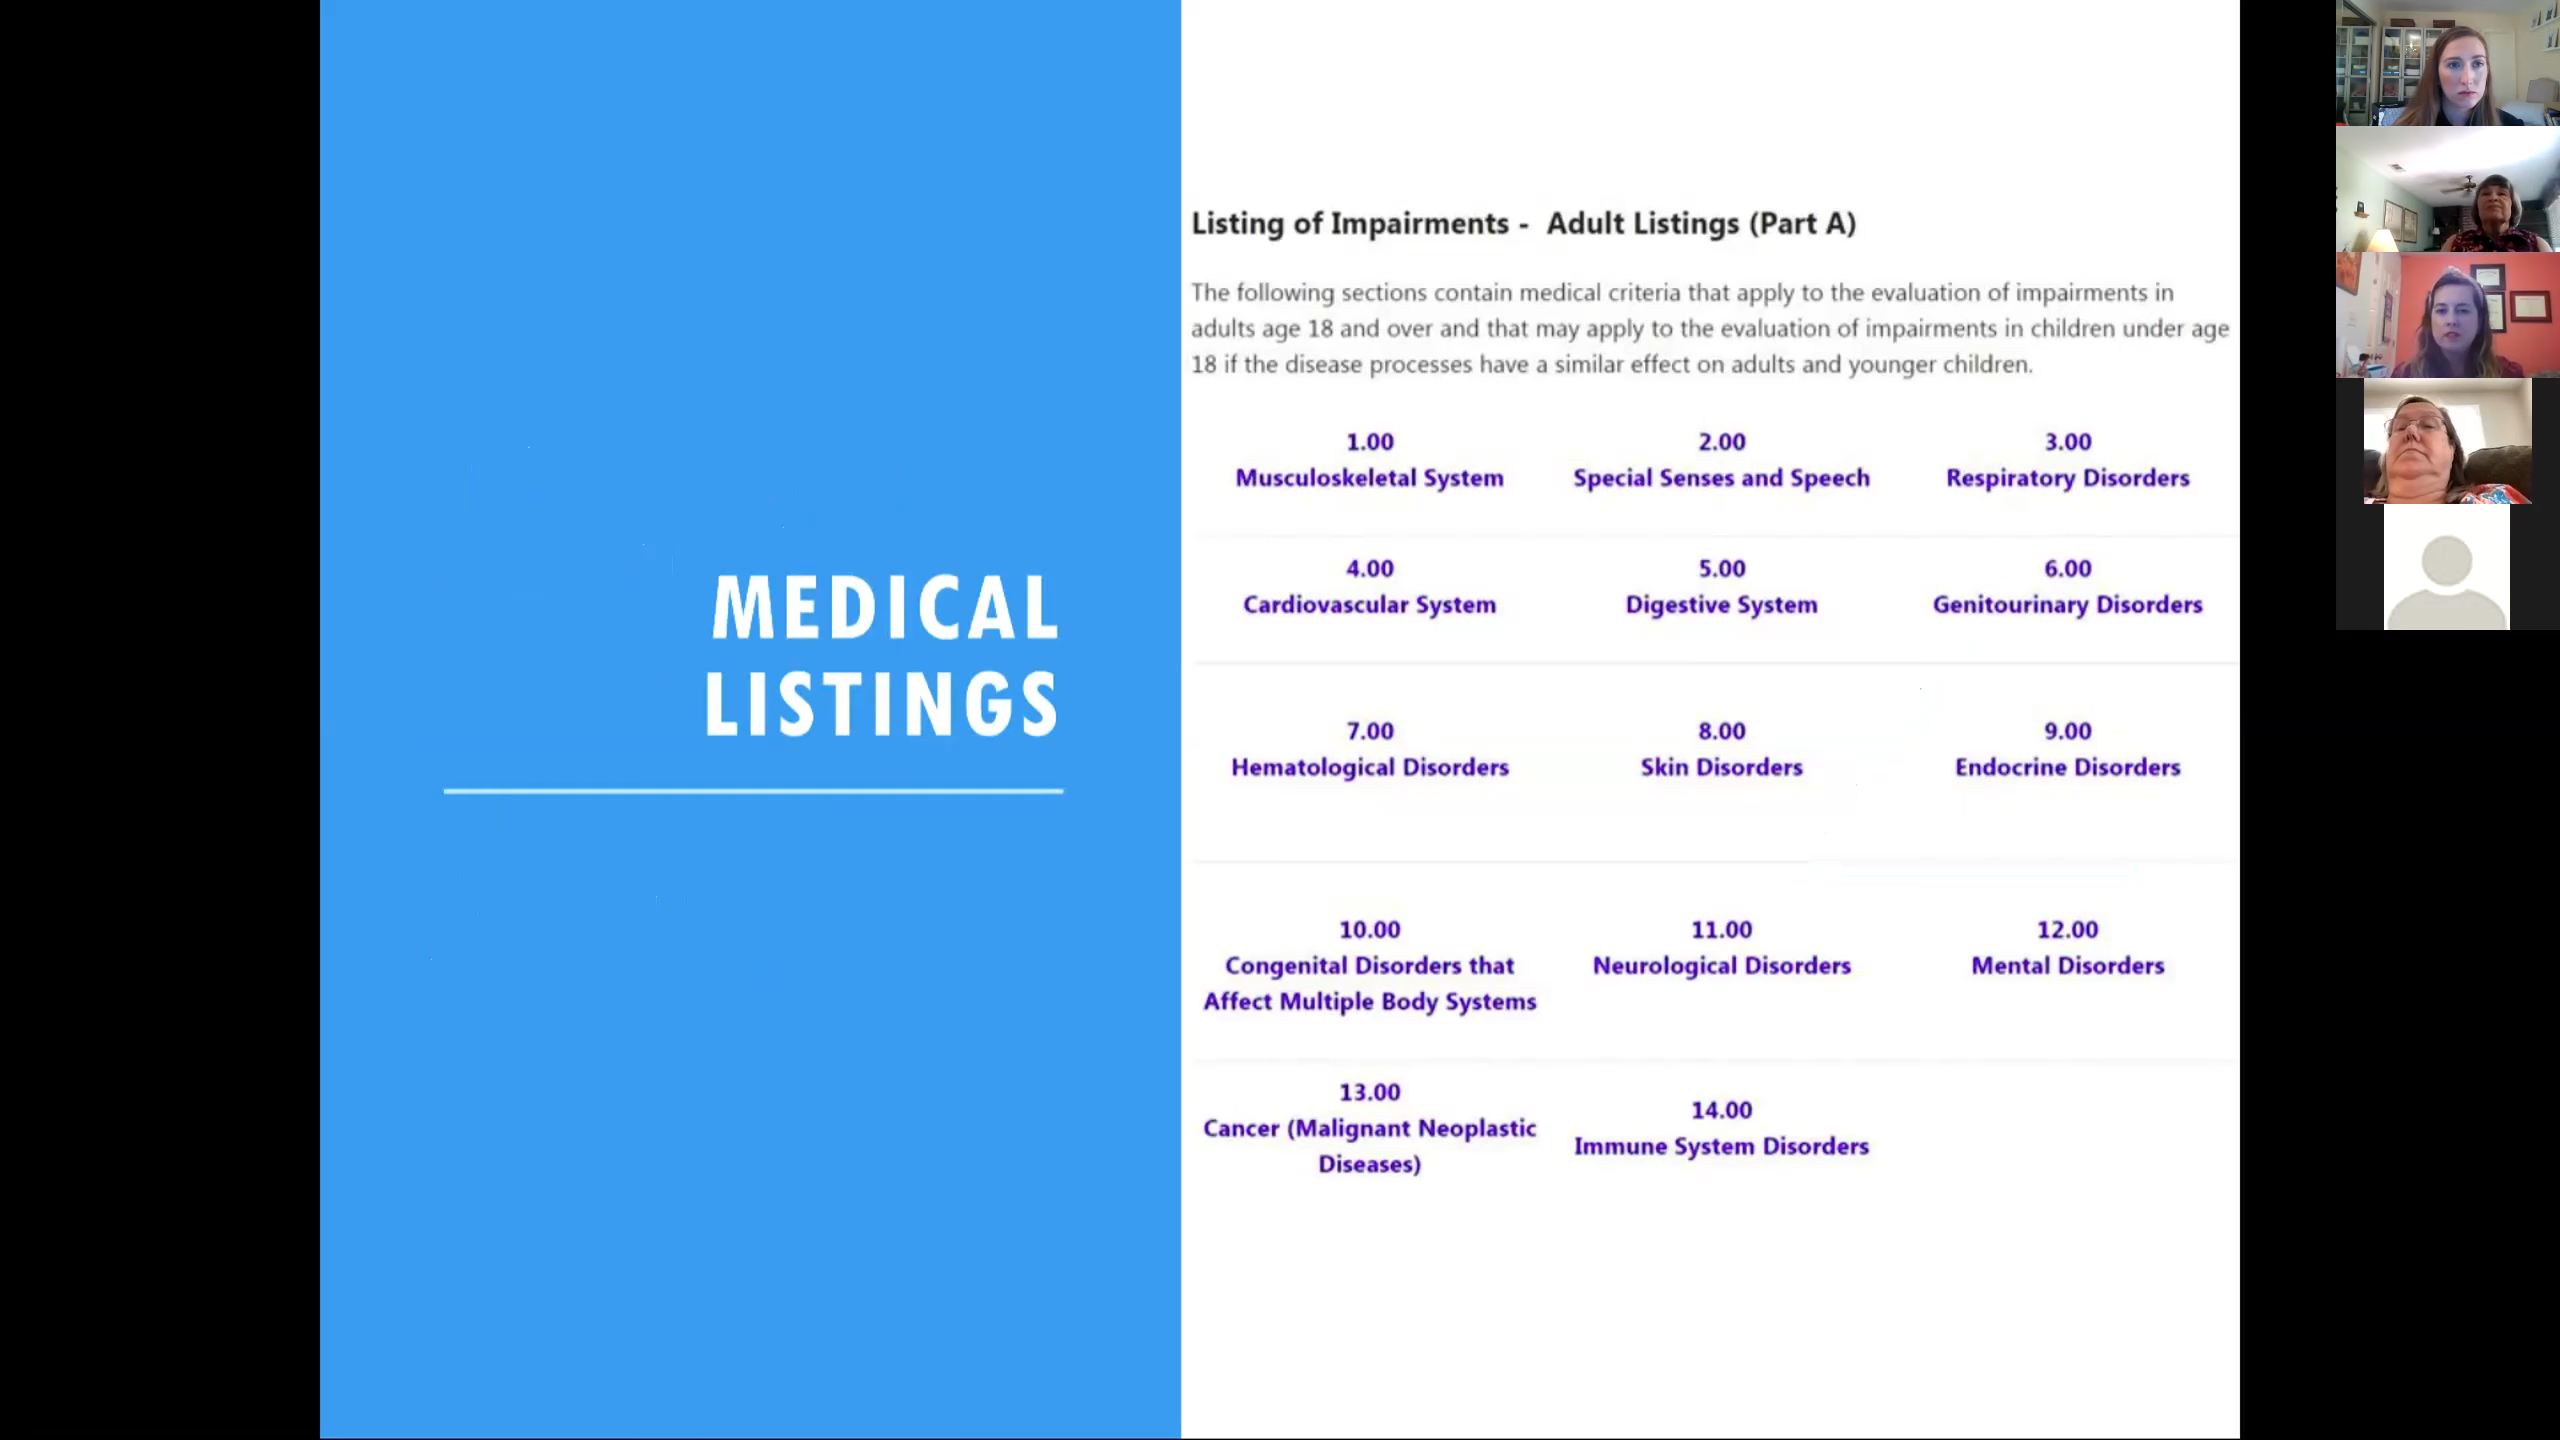 MEDICAL
LISTINGS
Listing of Impairments - Adult Listings (Part A)
The following sections contain medical criteria that apply to the evaluation of impairments in
adults age 18 and over and that may apply to the evaluation of impairments in children under age
18 if the disease processes have a similar effect on adults and younger children.
1.00
Musculoskeletal System
2.00
Special Senses and Speech
3.00
Respiratory Disorders
4.00
Cardiovascular System
5.00
Digestive System
6.00
Genitourinary Disorders
7.00
Hematological Disorders
8.00
Skin Disorders
9.00
Endocrine Disorders
10.00
Congenital Disorders that
Affect Multiple Body Systems
11.00
Neurological Disorders
12.00
Mental Disorders
13.00
Cancer (Malignant Neoplastic
Diseases)
14.00
Immune System Disorders